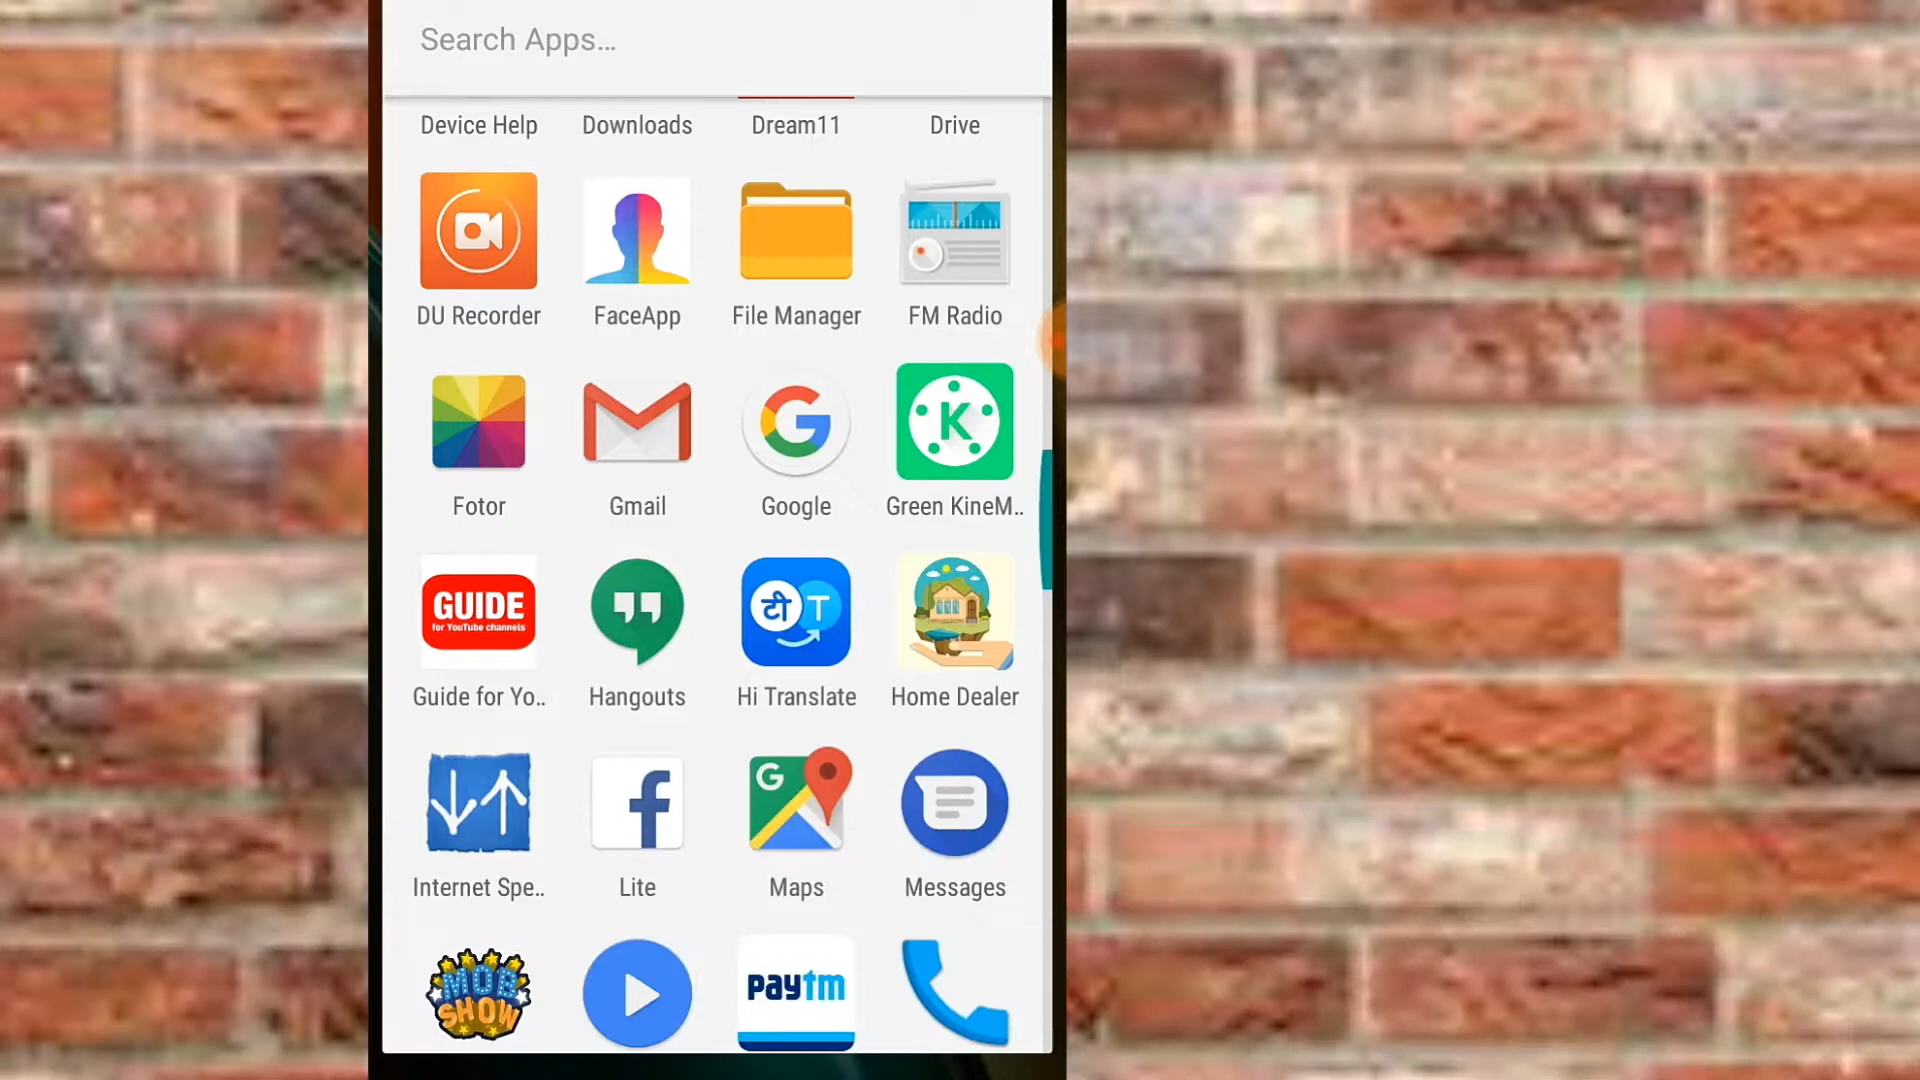 Search Apps...
Device Help
Downloads
Dream11
Drive
DU Recorder
FaceApp
File Manager
FM Radio
K
Fotor
Gmail
Google
Green KineM..
GUIDE
for YouTube channels
टी T
Guide for Yo..
Hangouts
Hi Translate
Home Dealer
f
G
Internet Spe..
Lite
Maps
Messages
MOB
SHOW
paytm